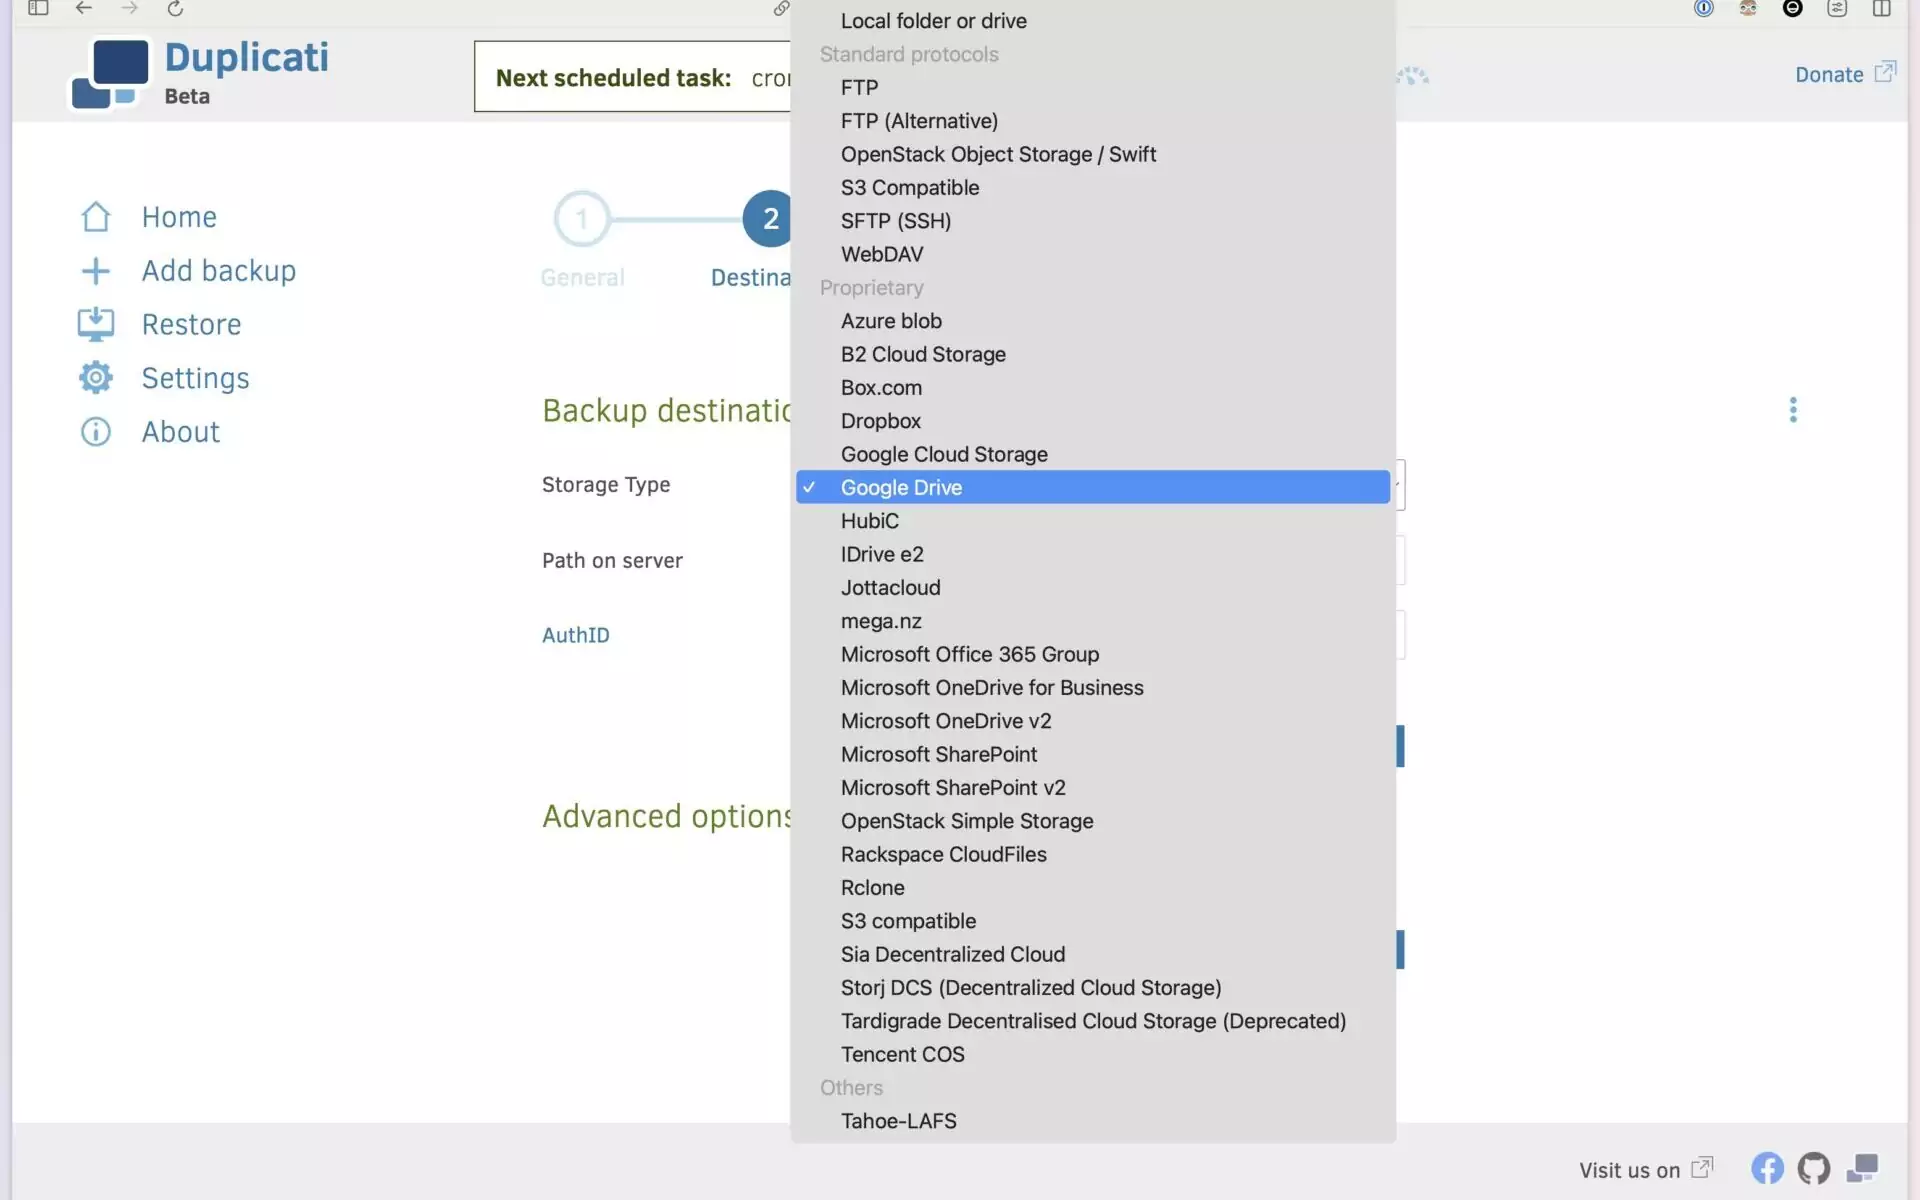 Duplicati
Beta
Next scheduled task:
Donate
Home
Add backup
Restore
Settings
About
1
2
General
Backup
Storage Type
Path on server
AuthID
Advanced options
Local folder or drive
Standard protocols
FTP
FTP (Alternative)
OpenStack Object Storage / Swift
S3 Compatible
SFTP (SSH)
WebDAV
Proprietary
Azure blob
B2 Cloud Storage
Box.com
Dropbox
Google Cloud Storage
✓ Google Drive
HubiC
IDrive e2
Jottacloud
mega.nz
Microsoft Office 365 Group
Microsoft OneDrive for Business
Microsoft OneDrive v2
Microsoft SharePoint
Microsoft SharePoint v2
OpenStack Simple Storage
Rackspace CloudFiles
Rclone
S3 compatible
Sia Decentralized Cloud
Storj DCS (Decentralized Cloud Storage)
Tardigrade Decentralised Cloud Storage (Deprecated)
Tencent COS
Others
Tahoe-LAFS
Visit us on